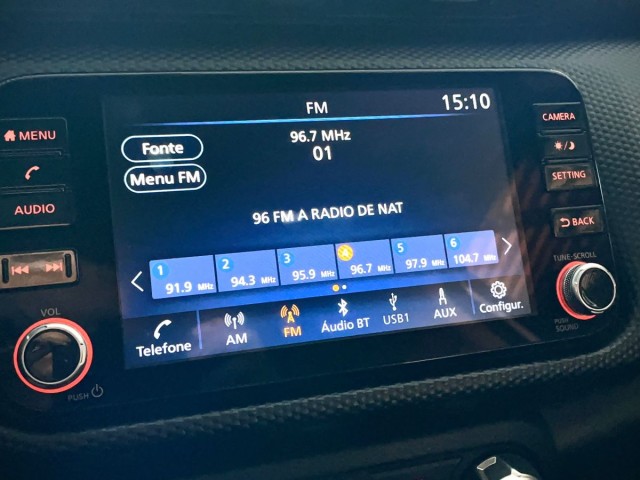 FM
15:10
MENU
AUDIO
VOL
PUSH
Fonte
Menu FM
96.7 MHz
01
96 FM A RADIO DE NAT
1
91.9 MHz
2
94.3 MHz
3
95.9 MHz
96.7 MHz
5
97.9 MHz
6
104.7 MHz
Telefone
AM
FM
Áudio BT
USB1
AUX
Configur.
CAMERA
SETTING
BACK
TUNE-SCROLL
PUSH
SOUND